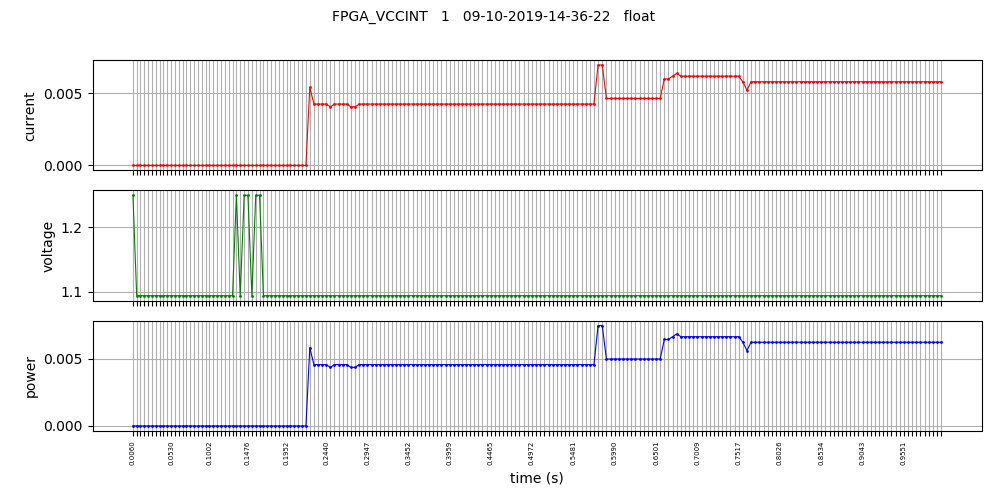 FPGA_VCCINT 1 09-10-2019-14-36-22 float
current
0.005
0.000
voltage
1.2
1.1
power
0.005
0.000
0.0060 0.0530 0.1002 0.1476 0.1952 0.2440 0.2947 0.3452 0.3959 0.4465 0.4972 0.5481 0.5990 0.6501 0.7009 0.7517 0.8026 0.8534 0.9043 0.9551
time (s)